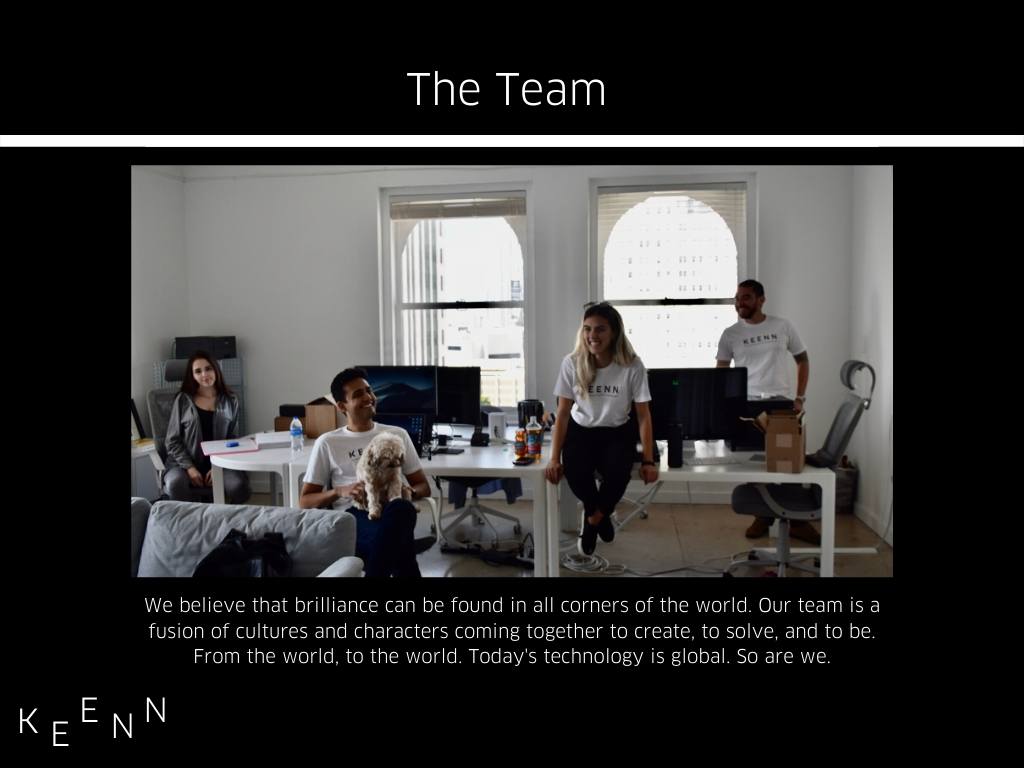 The Team
KEENN
KEENN
We believe that brilliance can be found in all corners of the world. Our team is a
fusion of cultures and characters coming together to create, to solve, and to be.
From the world, to the world. Today's technology is global. So are we.
KEENN